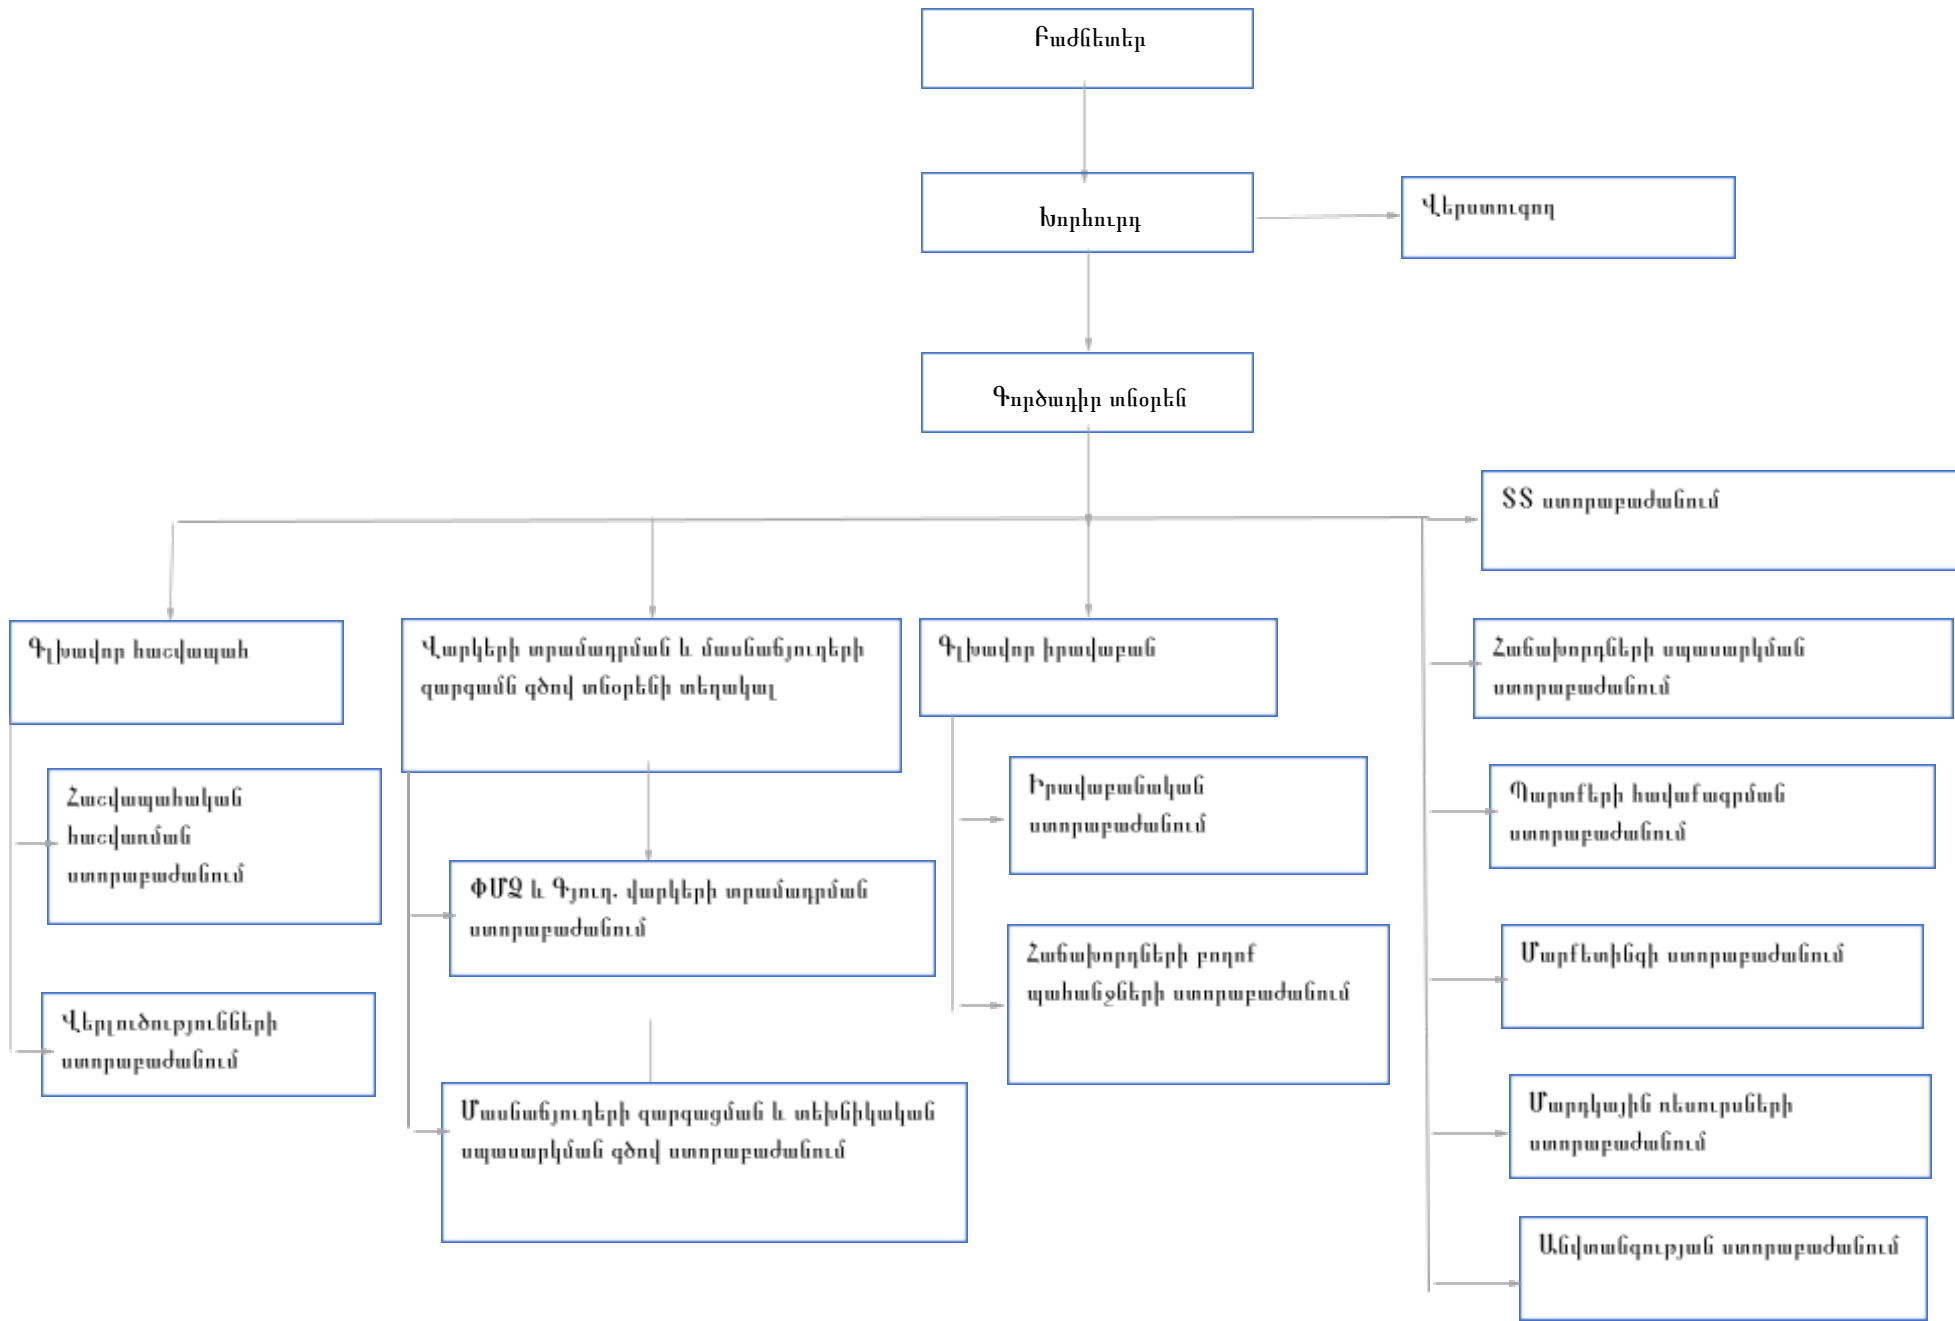 Բաժնետեր
Խորհուրդ
Վերստուգող
Գործադիր տնօրեն
ՏՏ ստորաբաժանում
Գլխավոր հաշվապահ
Վարկերի տրամադրման և մասնաճյուղերի
զարգամն գծով տնօրենի տեղակալ
Գլխավոր իրավաբան
Հաճախորդների սպասարկման
ստորաբաժանում
Հաշվապահական
հաշվառման
ստորաբաժանում
Իրավաբանական
ստորաբաժանում
Պարտքերի հավաքագրման
ստորաբաժանում
ՓՄՁ և Գյուղ. վարկերի տրամադրման
ստորաբաժանում
Հաճախորդների բողոք
պահանջների ստորաբաժանում
Մարքետինգի ստորաբաժանում
Վերլուծությունների
ստորաբաժանում
Մասնաճյուղերի զարգացման և տեխնիկական
սպասարկման գծով ստորաբաժանում
Մարդկային ռեսուրսների
ստորաբաժանում
Անվտանգության ստորաբաժանում